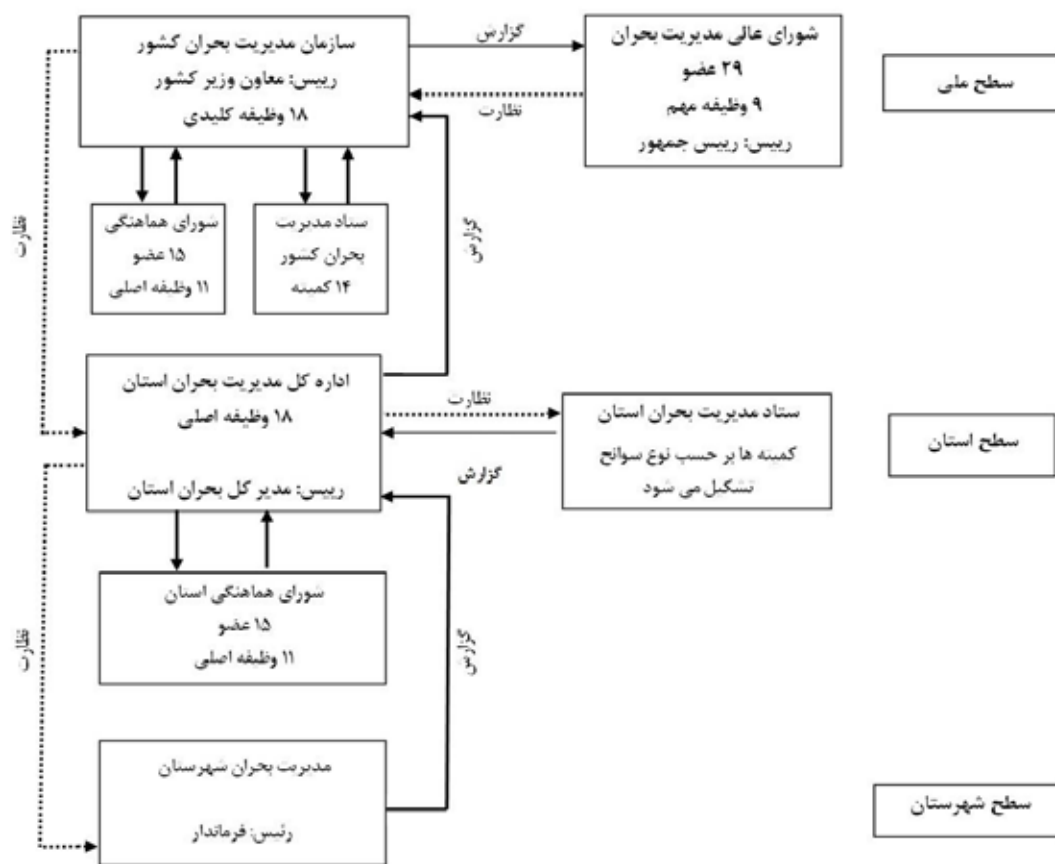 سطح ملی
شورای عالی مدیریت بحران
۲۹ عضو
۹ وظیفه مهم
رییس: رییس جمهور
گزارش
نظارت
سازمان مدیریت بحران کشور
رییس: معاون وزیر کشور
۱۸ وظیفه کلیدی
ستاد مدیریت
بحران کشور
۱۴ کمیته
شورای هماهنگی
۱۵ عضو
۱۱ وظیفه اصلی
گزارش
نظارت
سطح استان
ستاد مدیریت بحران استان
کمیته ها بر حسب نوع سوانح
تشکیل می شود
نظارت
گزارش
اداره کل مدیریت بحران استان
۱۸ وظیفه اصلی
رییس: مدیر کل بحران استان
شورای هماهنگی استان
۱۵ عضو
۱۱ وظیفه اصلی
گزارش
نظارت
سطح شهرستان
مدیریت بحران شهرستان
رئیس: فرماندار